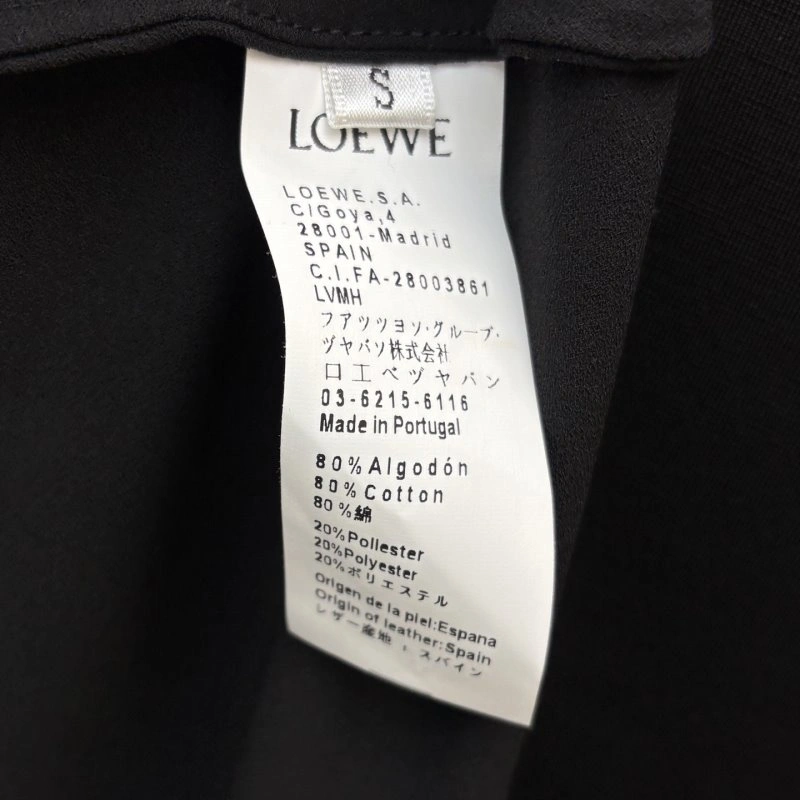 S
LOEWE
LOEWE.S.A.
C/Goya,4
28001-Madrid
SPAIN
C.I.FA-28003861
LVMH
フアツツヨソ·グループ·
ヅヤバソ株式会社
口工ベヅヤバン
03-6215-6116
Made in Portugal
80%Algodón
80%Cotton
80%綿
20%Pollester
20%Polyester
20%ポリエステル
Origen de la piel:Espana
Origin of leather:Spain
レザー産地 : スパイン